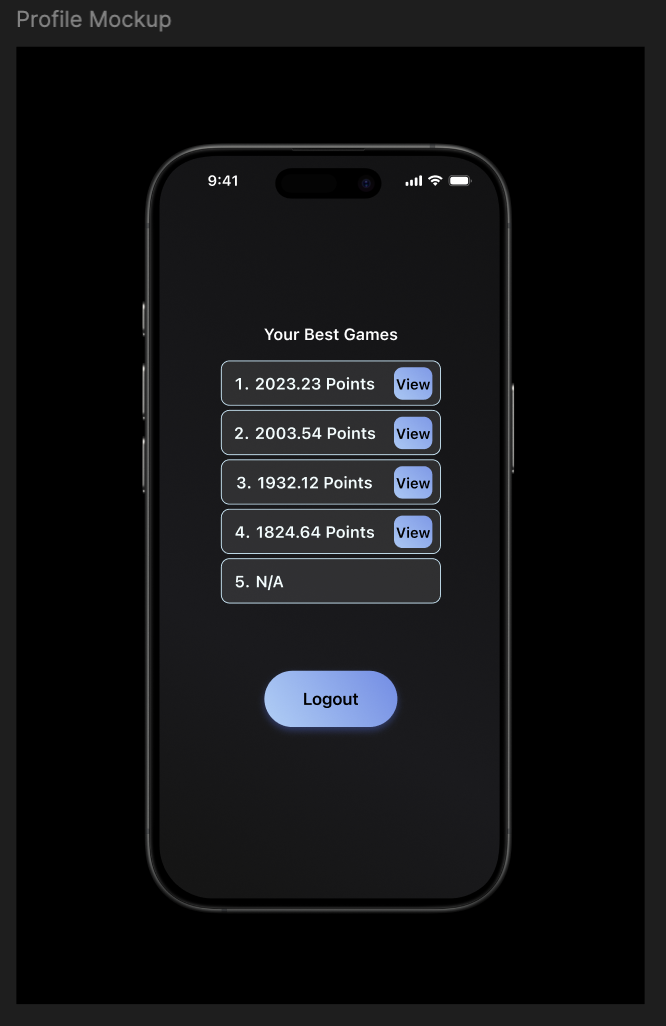 Profile Mockup
9:41
Your Best Games
1. 2023.23 Points View
2. 2003.54 Points View
3. 1932.12 Points View
4. 1824.64 Points View
5. N/A
Logout